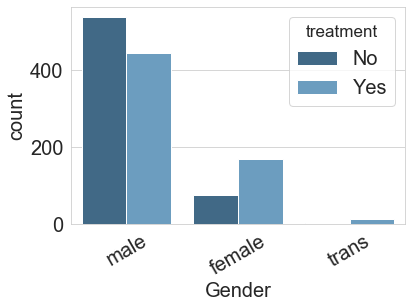 treatment
No
Yes
count
400
200
0
male
female
trans
Gender